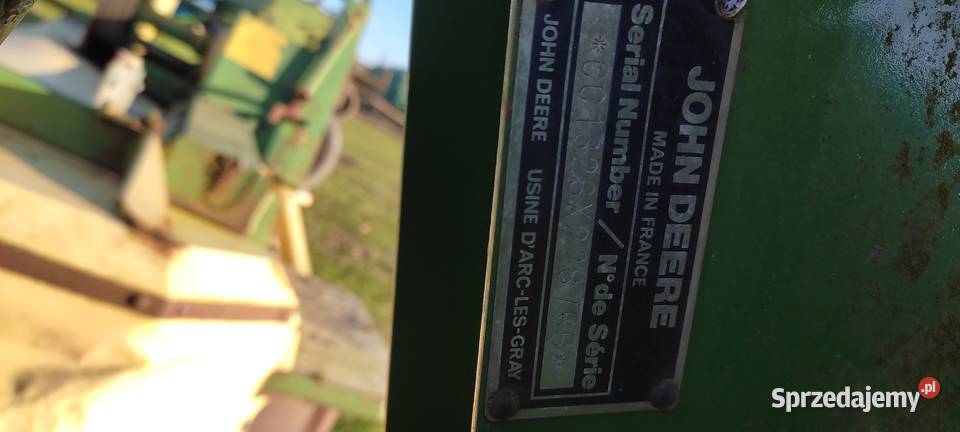 JOHN DEERE
MADE IN FRANCE
Serial Number / N° de Série
JOHN DEERE USINE D'ARC-LES-GRAY
Sprzedajemy.pl